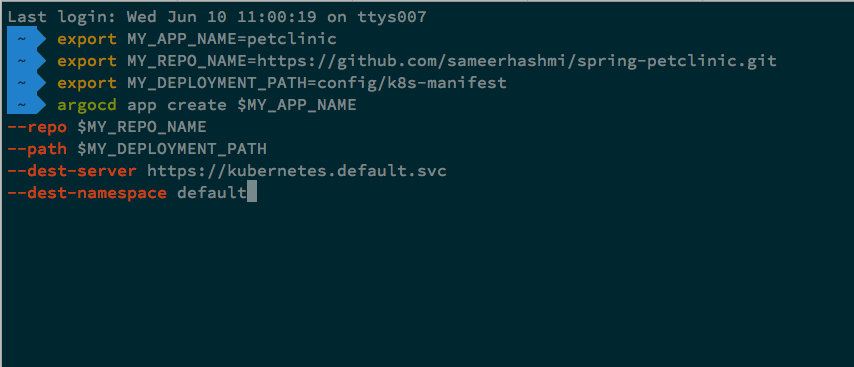 Last login: Wed Jun 10 11:00:19 on ttys007
~ export MY_APP_NAME=petclinic
~ export MY_REPO_NAME=https://github.com/sameerhashmi/spring-petclinic.git
~ export MY_DEPLOYMENT_PATH=config/k8s-manifest
~ argocd app create $MY_APP_NAME
--repo $MY_REPO_NAME
--path $MY_DEPLOYMENT_PATH
--dest-server https://kubernetes.default.svc
--dest-namespace default